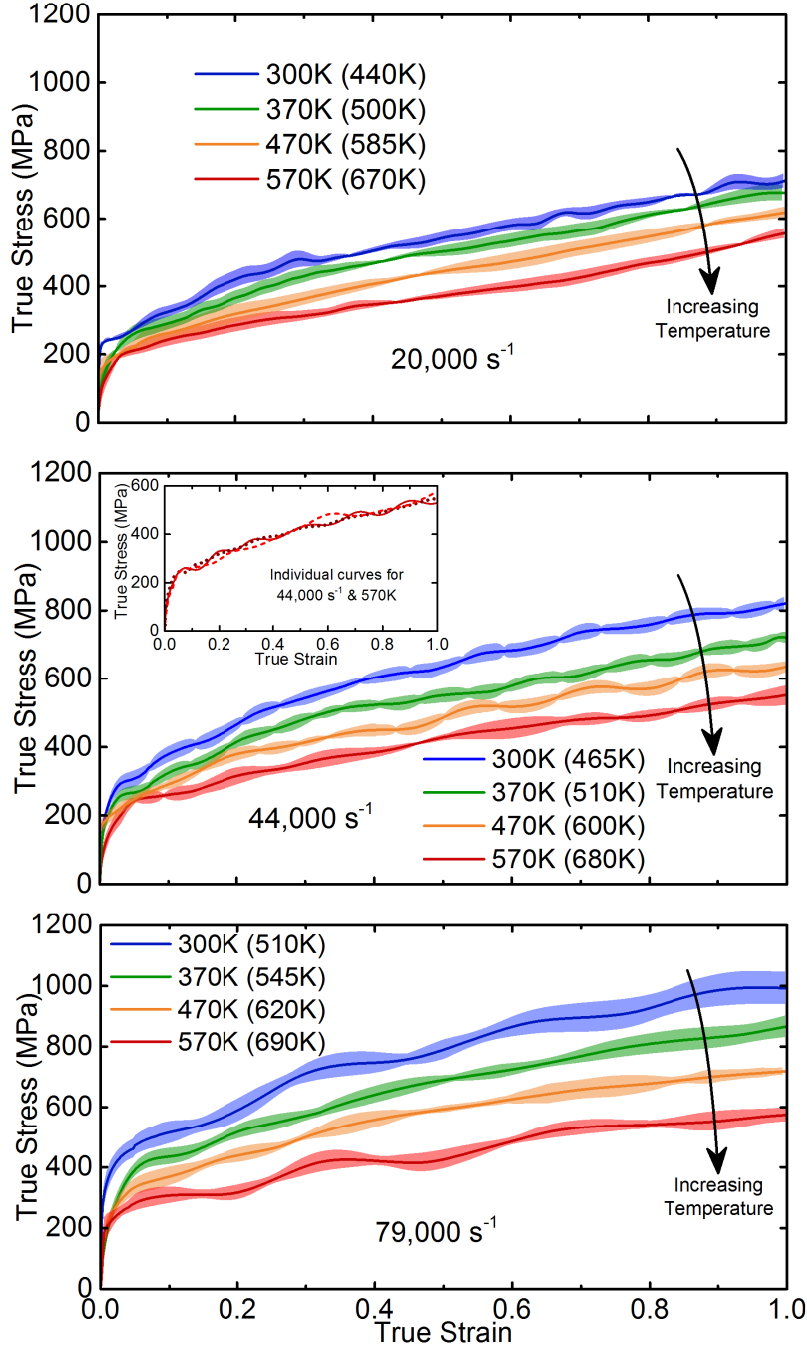 1200
1000
800
600
400
200
0
True Stress (MPa)
300K (440K)
370K (500K)
470K (585K)
570K (670K)
Increasing
Temperature
20,000 s⁻¹
1200
1000
800
600
400
200
0
True Stress (MPa)
600
400
200
0
True Stress (MPa)
Individual curves for
44,000 s⁻¹ & 570K
0.0 0.2 0.4 0.6 0.8 1.0
True Strain
300K (465K)
370K (510K)
470K (600K)
570K (680K)
Increasing
Temperature
44,000 s⁻¹
1200
1000
800
600
400
200
0
True Stress (MPa)
300K (510K)
370K (545K)
470K (620K)
570K (690K)
Increasing
Temperature
79,000 s⁻¹
0.0 0.2 0.4 0.6 0.8 1.0
True Strain